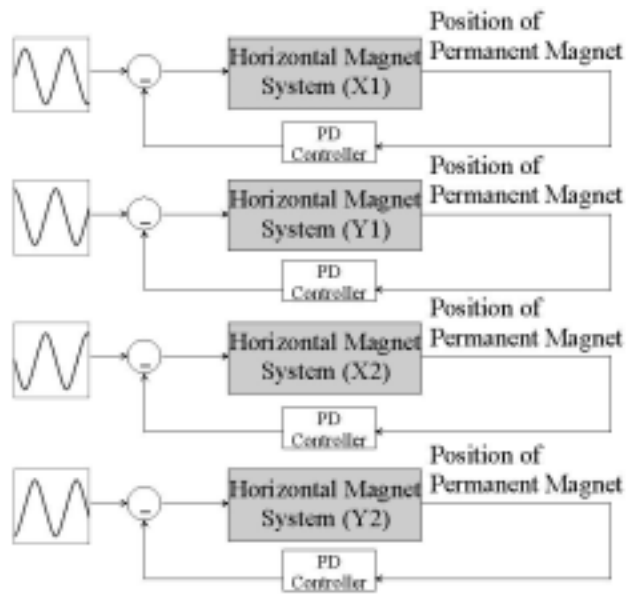 Position of
Permanent Magnet
Horizontal Magnet
System (X1)
-
PD
Controller
Position of
Permanent Magnet
Horizontal Magnet
System (Y1)
-
PD
Controller
Position of
Permanent Magnet
Horizontal Magnet
System (X2)
-
PD
Controller
Position of
Permanent Magnet
Horizontal Magnet
System (Y2)
-
PD
Controller